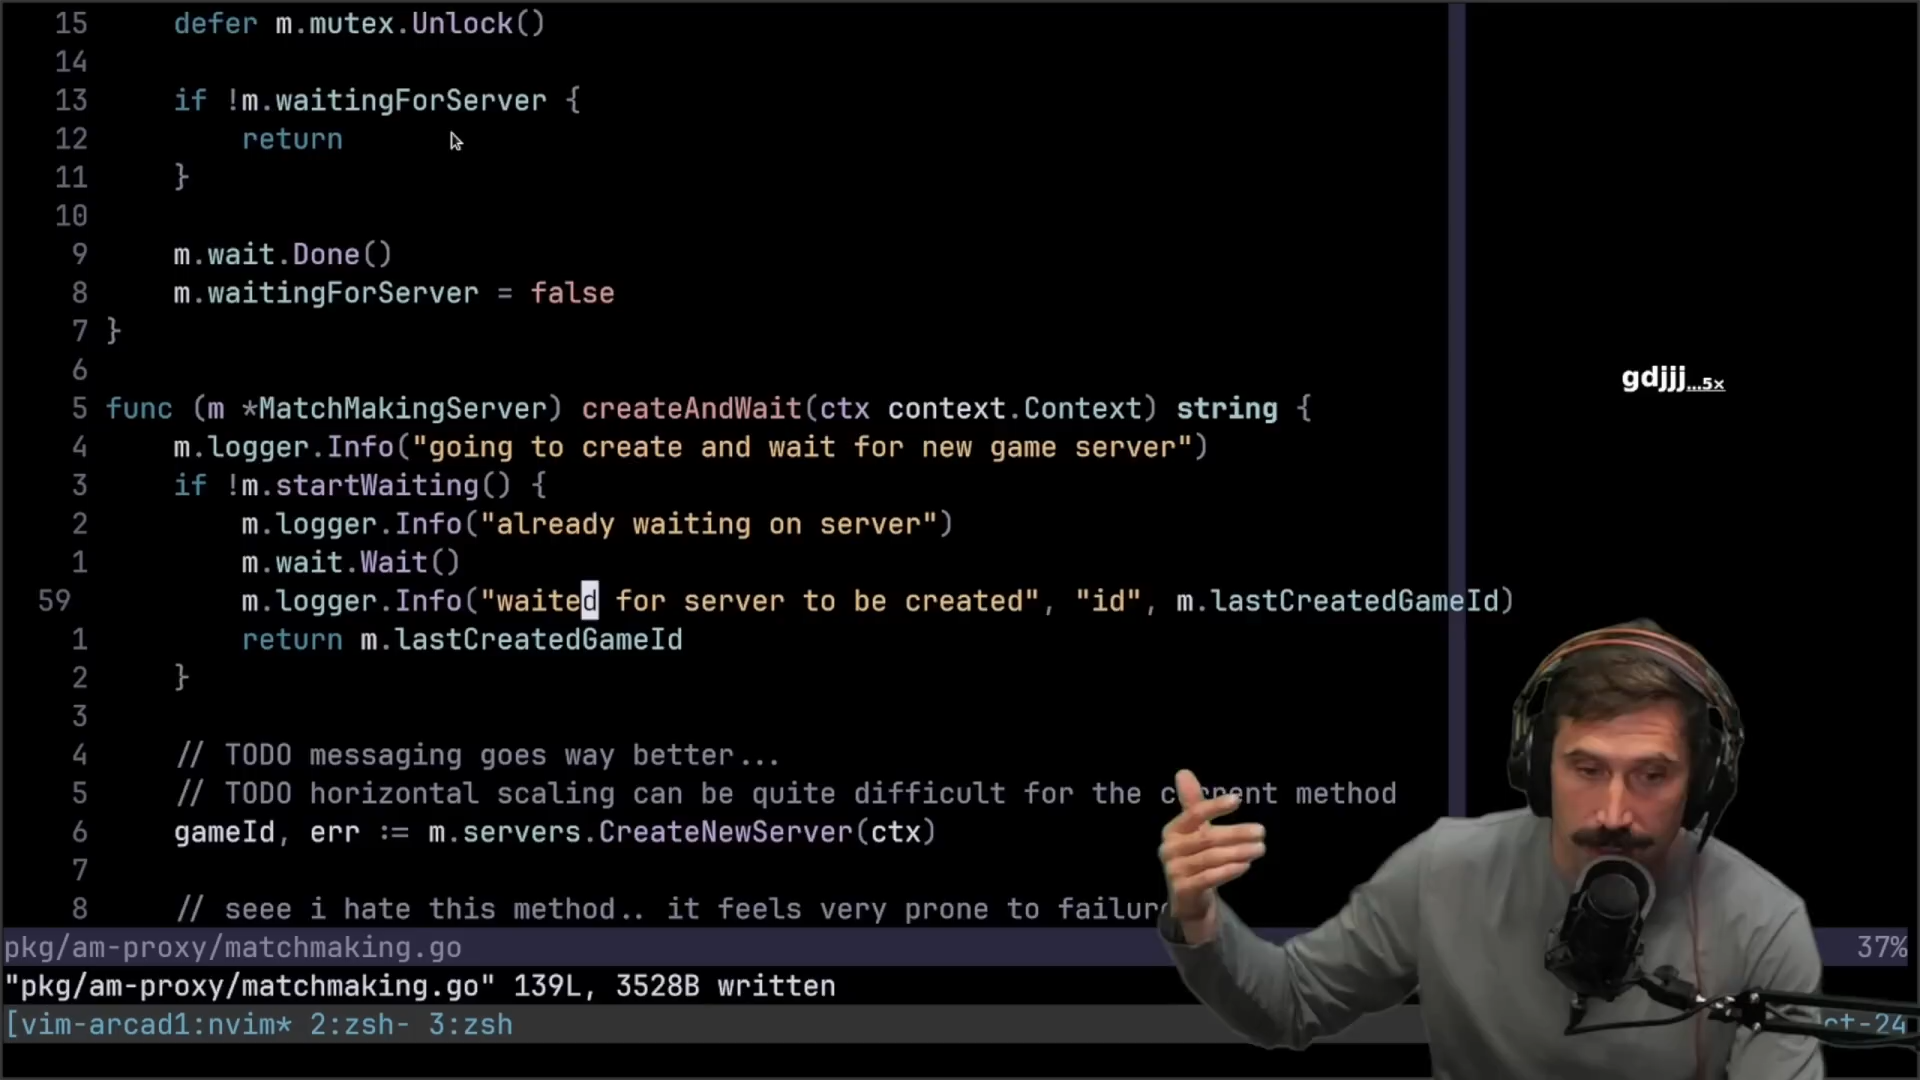 15 defer m.mutex.Unlock()
14
13 if !m.waitingForServer {
12 return
11 }
10
9 m.wait.Done()
8 m.waitingForServer = false
7 }
6
gdjjj...5x
5 func (m *MatchMakingServer) createAndWait(ctx context.Context) string {
4 m.logger.Info("going to create and wait for new game server")
3 if !m.startWaiting() {
2 m.logger.Info("already waiting on server")
1 m.wait.Wait()
59 m.logger.Info("waited for server to be created", "id", m.lastCreatedGameId)
1 return m.lastCreatedGameId
2 }
3
4 // TODO messaging goes way better...
5 // TODO horizontal scaling can be quite difficult for the current method
6 gameId, err := m.servers.CreateNewServer(ctx)
7
8 // seee i hate this method.. it feels very prone to failure
pkg/am-proxy/matchmaking.go 37%
"pkg/am-proxy/matchmaking.go" 139L, 3528B written
[vim-arcad1:nvim* 2:zsh- 3:zsh ct-24